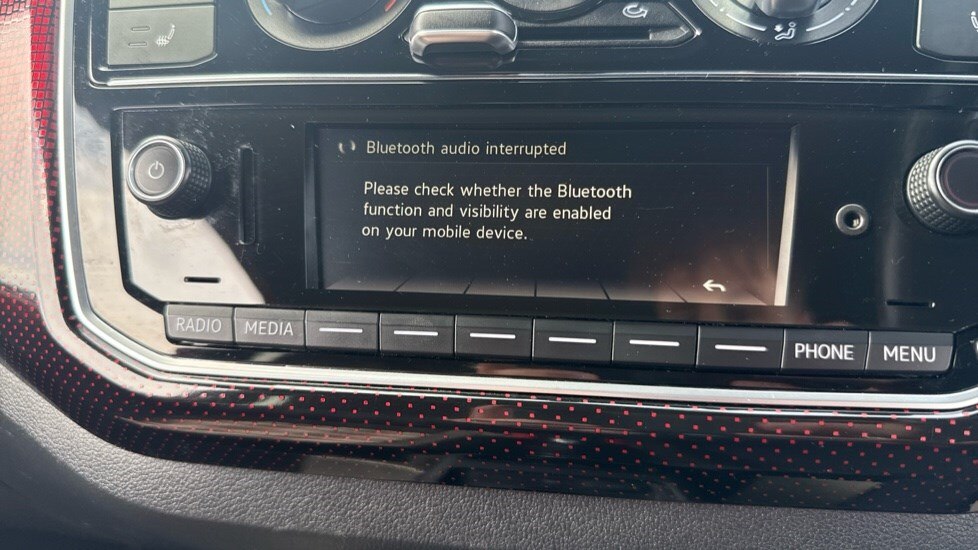 Bluetooth audio interrupted
Please check whether the Bluetooth
function and visibility are enabled
on your mobile device.
RADIO
MEDIA
PHONE
MENU